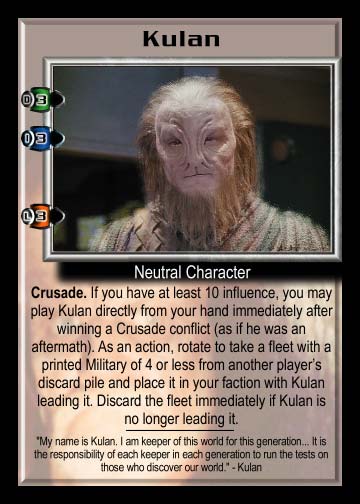 Kulan
D 3
I 3
L 3
Neutral Character
Crusade. If you have at least 10 influence, you may
play Kulan directly from your hand immediately after
winning a Crusade conflict (as if he was an
aftermath). As an action, rotate to take a fleet with a
printed Military of 4 or less from another player's
discard pile and place it in your faction with Kulan
leading it. Discard the fleet immediately if Kulan is
no longer leading it.
"My name is Kulan. I am keeper of this world for this generation... It is
the responsibility of each keeper in each generation to run the tests on
those who discover our world." - Kulan